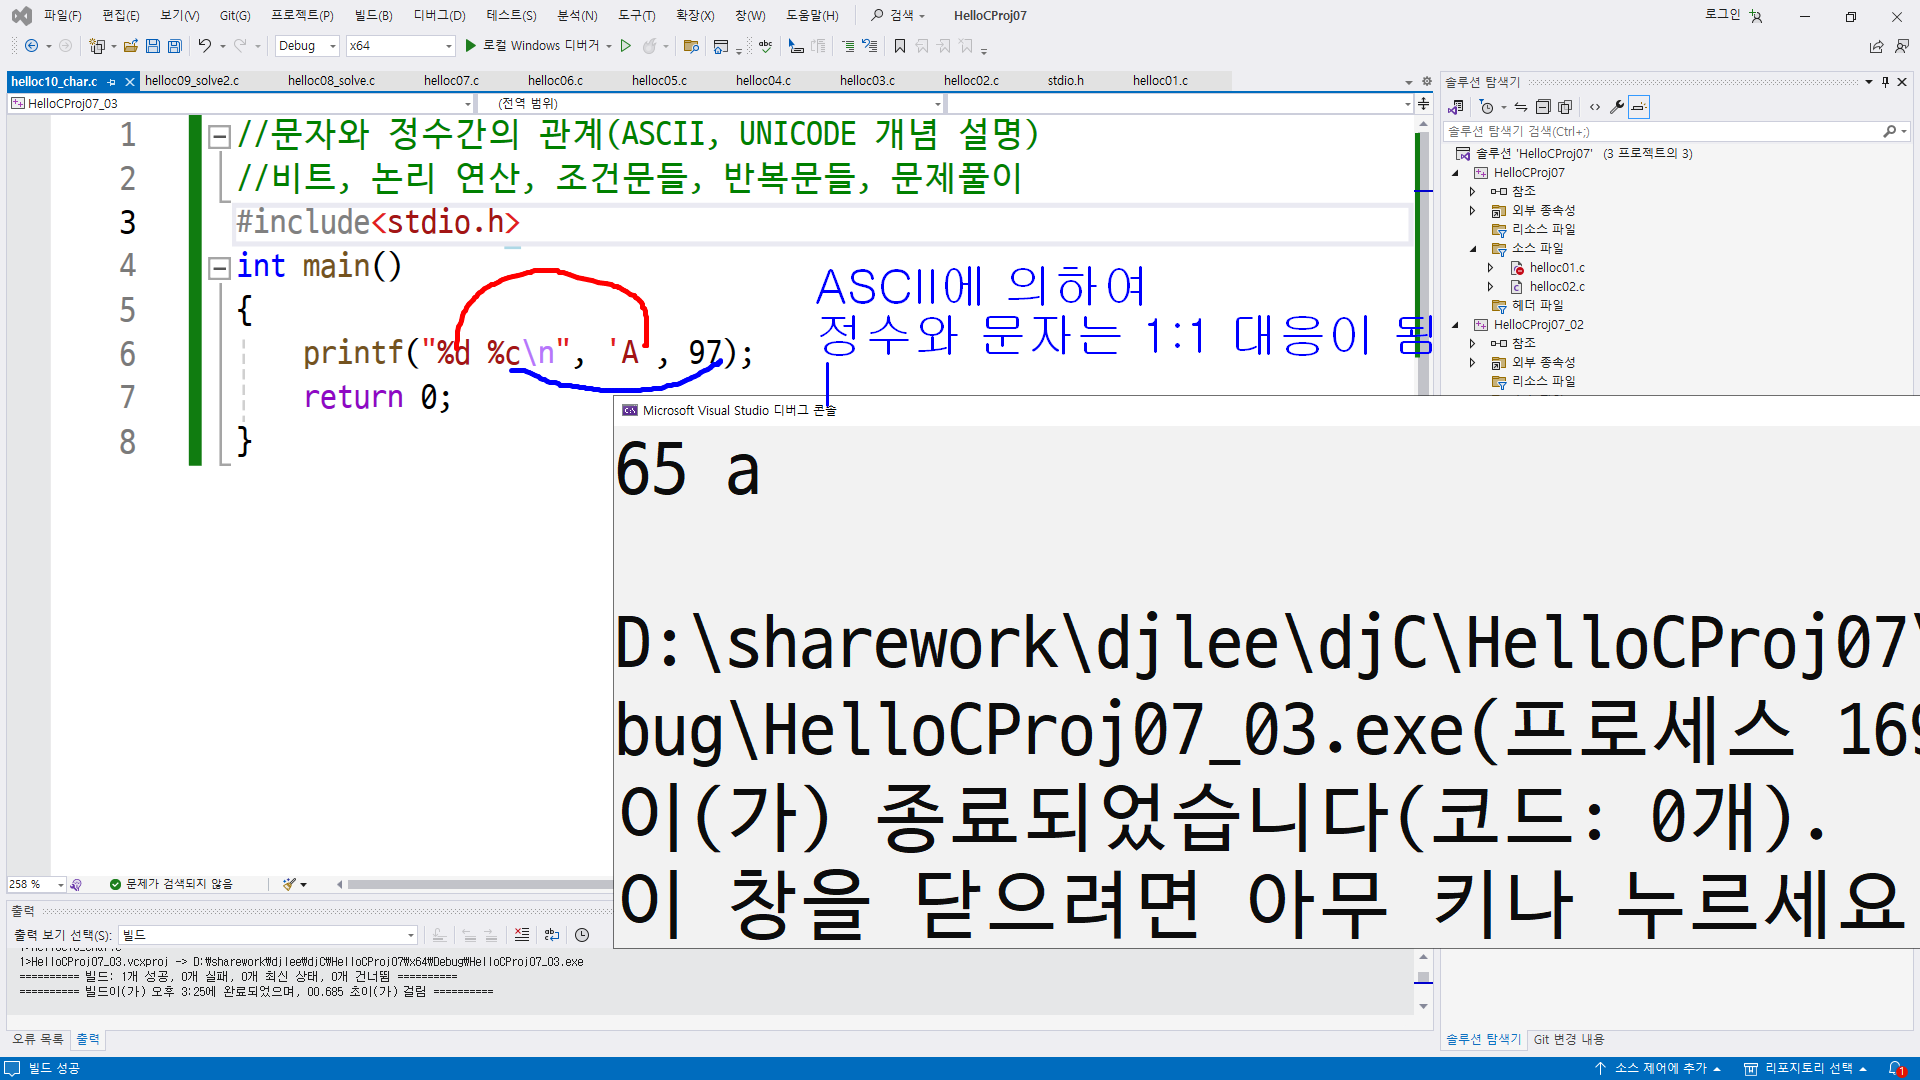 파일(F) 편집(E) 보기(V) Git(G) 프로젝트(P) 빌드(B) 디버그(D) 테스트(S) 분석(N) 도구(T) 확장(X) 창(W) 도움말(H) 검색 HelloCProj07 로그인
Debug x64 로컬 Windows 디버거
helloc10_char.c helloc09_solve2.c helloc08_solve.c helloc07.c helloc06.c helloc05.c helloc04.c helloc03.c helloc02.c stdio.h helloc01.c
HelloCProj07_03 (전역 범위)
1 //문자와 정수간의 관계(ASCII, UNICODE 개념 설명)
2 //비트, 논리 연산, 조건문들, 반복문들, 문제풀이
3 #include<stdio.h>
4 int main()
5 {
6 printf("%d %c\n", 'A', 97);
7 return 0;
8 }
ASCII에 의하여
정수와 문자는 1:1 대응이 됨
Microsoft Visual Studio 디버그 콘솔
65 a
D:\sharework\djlee\djC\HelloCProj07\
bug\HelloCProj07_03.exe(프로세스 169
이(가) 종료되었습니다(코드: 0개).
이 창을 닫으려면 아무 키나 누르세요
258 % 문제가 검색되지 않음
출력
출력 보기 선택(S): 빌드
1>HelloCProj07_03.vcxproj -> D:₩sharework₩djlee₩djC₩HelloCProj07₩x64₩Debug₩HelloCProj07_03.exe
========== 빌드: 1개 성공, 0개 실패, 0개 최신 상태, 0개 건너뜀 ==========
========== 빌드이(가) 오후 3:25에 완료되었으며, 00.685 초이(가) 걸림 ==========
오류 목록 출력
빌드 성공
솔루션 탐색기
솔루션 탐색기 검색(Ctrl+;)
솔루션 'HelloCProj07' (3 프로젝트의 3)
HelloCProj07
참조
외부 종속성
리소스 파일
소스 파일
helloc01.c
helloc02.c
헤더 파일
HelloCProj07_02
참조
외부 종속성
리소스 파일
솔루션 탐색기 Git 변경 내용
소스 제어에 추가 리포지토리 선택 1